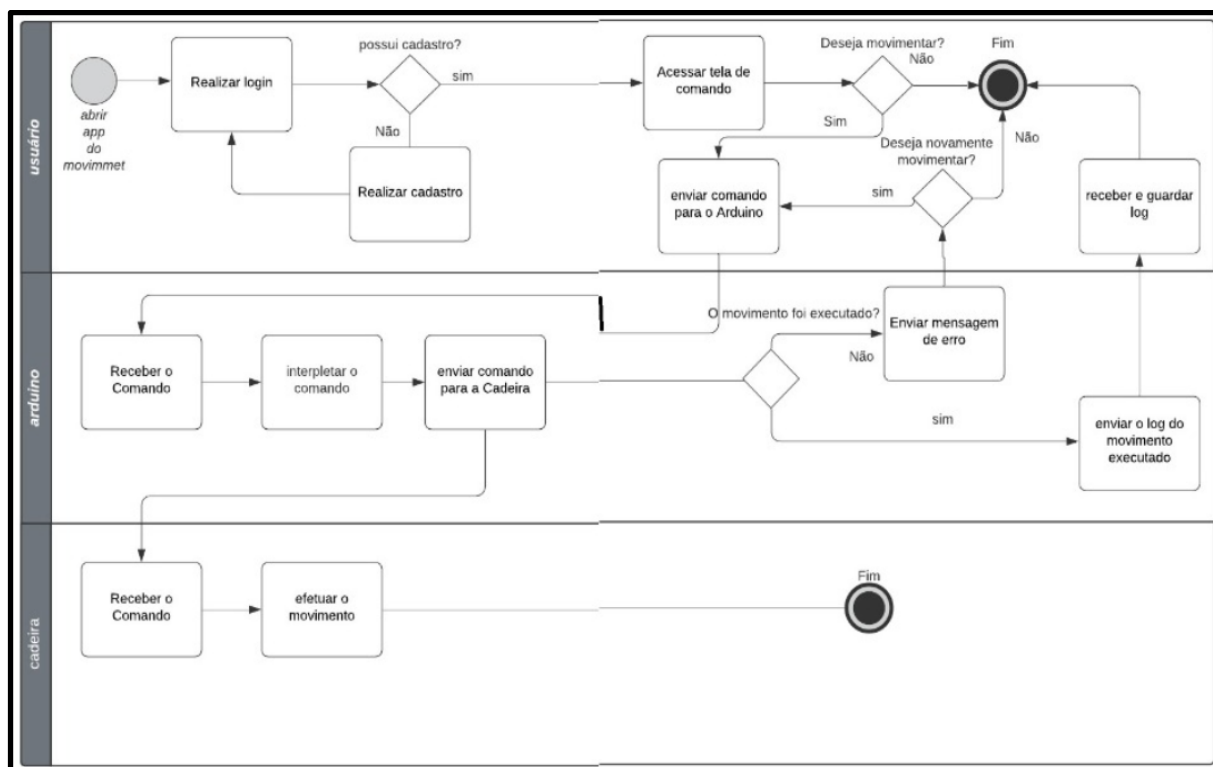 usuário
abrir
app
do
movimmet
Realizar login
possui cadastro?
sim
Não
Realizar cadastro
Acessar tela de
comando
Deseja movimentar?
Não
Sim
Fim
enviar comando
para o Arduino
Deseja novamente
movimentar?
sim
Não
receber e guardar
log
arduino
Receber o
Comando
interpletar o
comando
enviar comando
para a Cadeira
O movimento foi executado?
Não
Enviar mensagem
de erro
sim
enviar o log do
movimento
executado
cadeira
Receber o
Comando
efetuar o
movimento
Fim